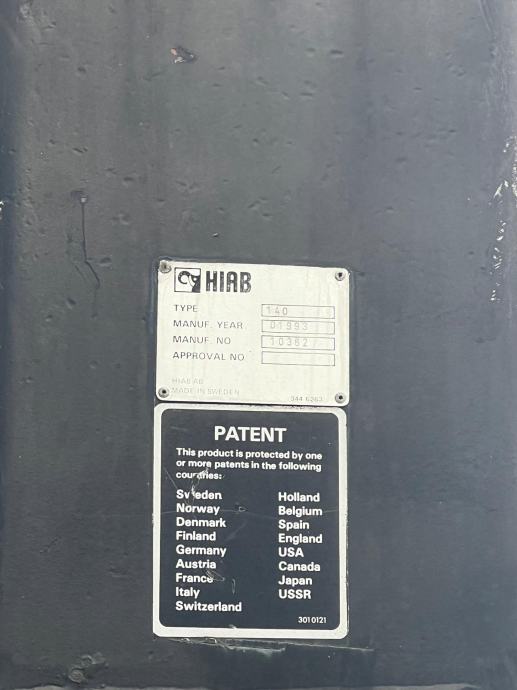 HIAB
TYPE 140
MANUF. YEAR 01993
MANUF. NO 10382
APPROVAL NO
HIAB AB
MADE IN SWEDEN 344 6263
PATENT
This product is protected by one
or more patents in the following
countries:
Sweden Holland
Norway Belgium
Denmark Spain
Finland England
Germany USA
Austria Canada
France Japan
Italy USSR
Switzerland
3010121